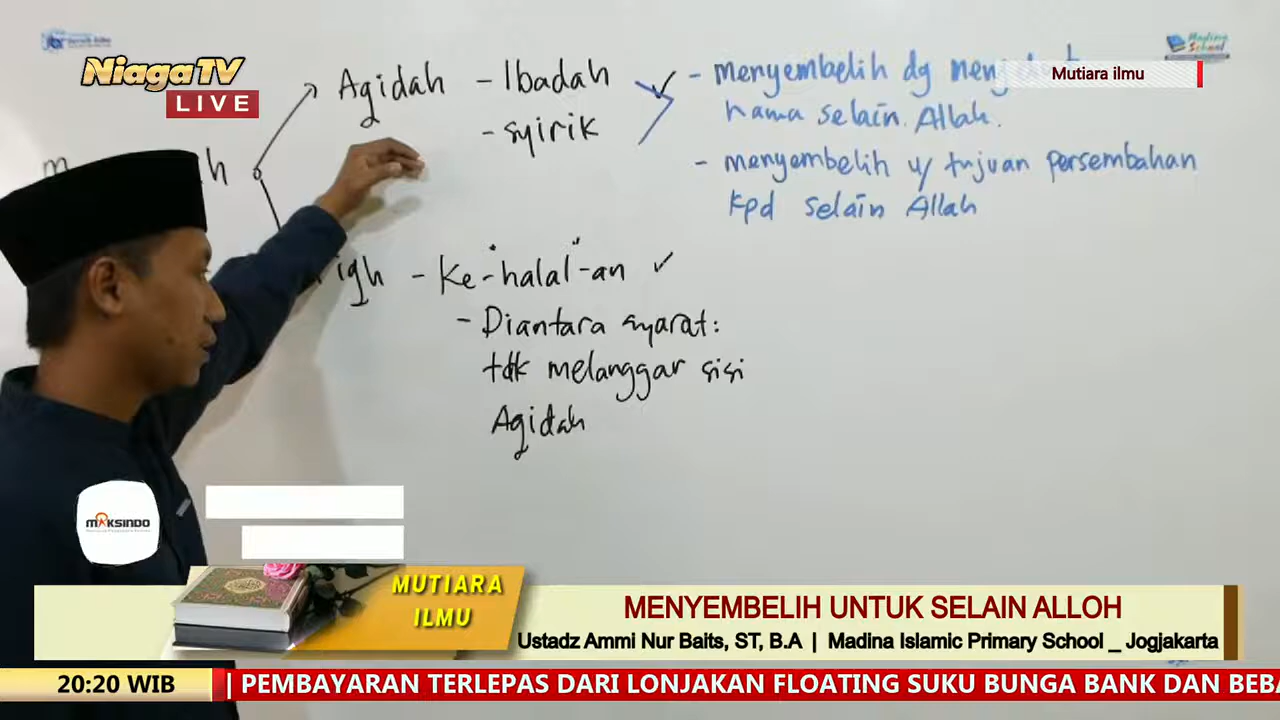 NiagaTV
LIVE
Madina
School
Mutiara ilmu
Aqidah - Ibadah
- syirik
- menyembelih dg
nama selain Allah.
- menyembelih u/ tujuan persembahan
kpd selain Allah
- Ke-halal-an ✓
- Diantara syarat:
tdk melanggar sisi
Aqidah
MAKSINDO
MUTIARA
ILMU
MENYEMBELIH UNTUK SELAIN ALLOH
Ustadz Ammi Nur Baits, ST, B.A | Madina Islamic Primary School _ Jogjakarta
20:20 WIB
| PEMBAYARAN TERLEPAS DARI LONJAKAN FLOATING SUKU BUNGA BANK DAN BEBA